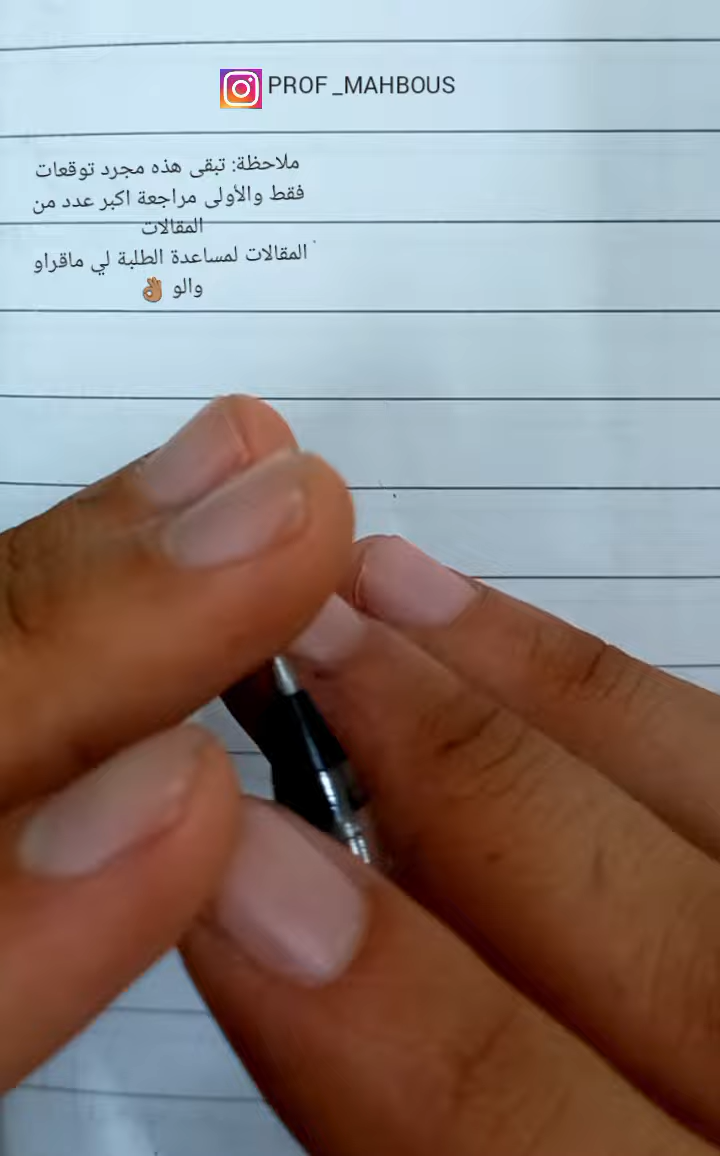 PROF_MAHBOUS
ملاحظة: تبقى هذه مجرد توقعات
فقط والأولى مراجعة اكبر عدد من
المقالات
المقالات لمساعدة الطلبة لي ماقراو
والو 👌🏽